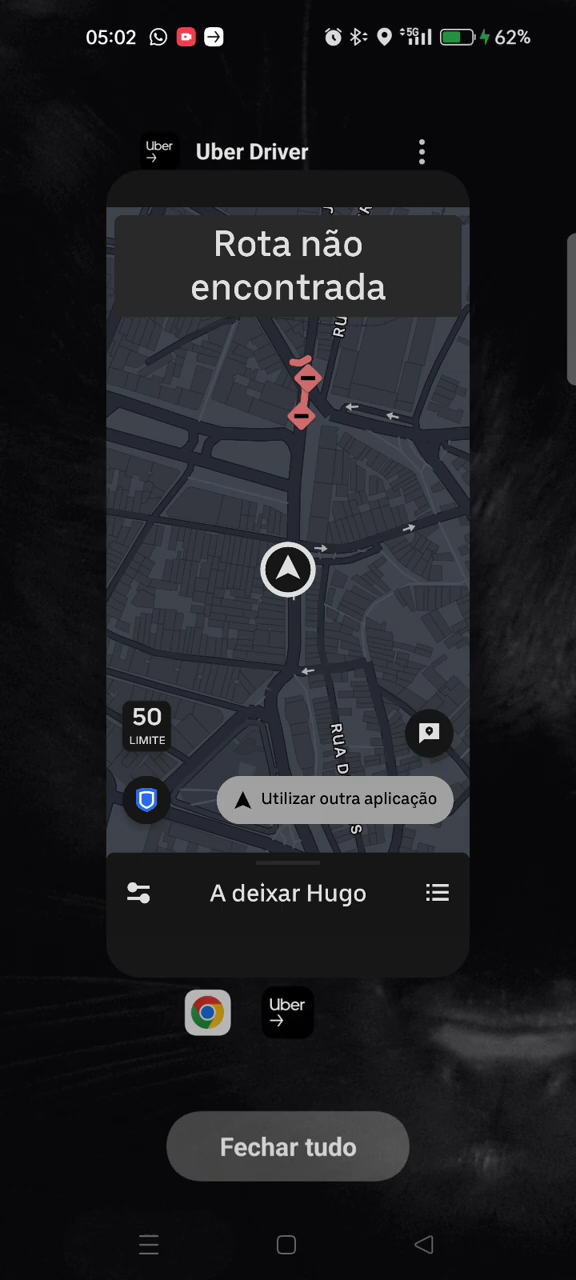 05:02
5G
62%
Uber
Uber Driver
Rota não
encontrada
RU
50
LIMITE
RUA D
S
Utilizar outra aplicação
A deixar Hugo
Uber
Fechar tudo